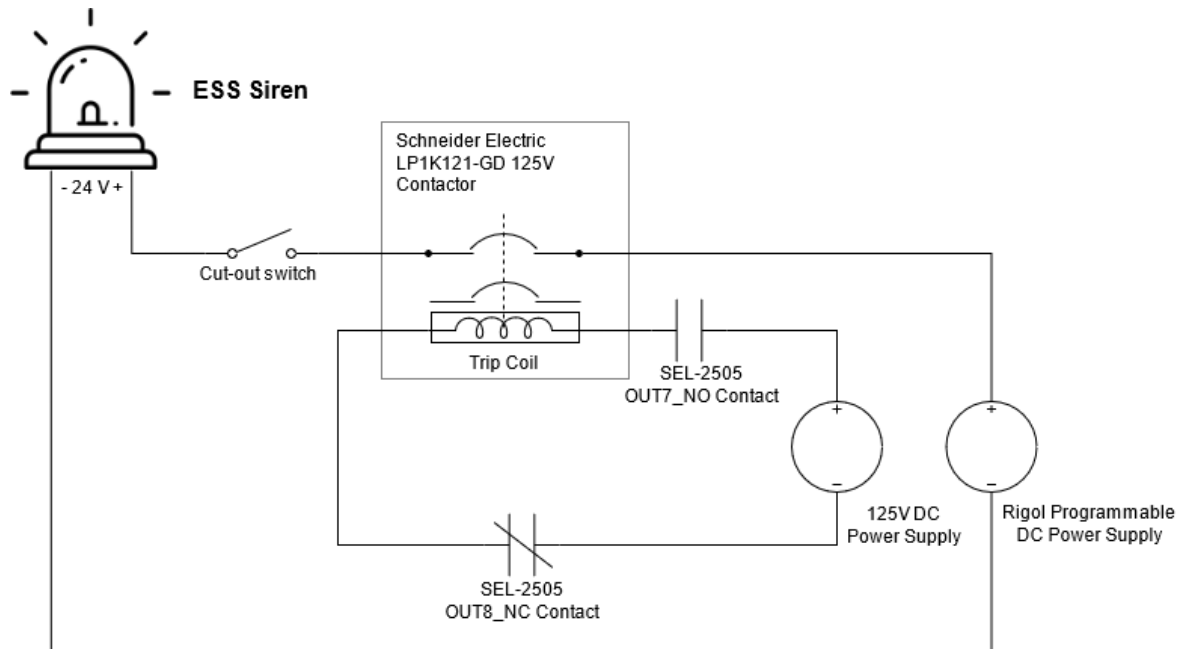 ESS Siren
- 24 V +
Schneider Electric
LP1K121-GD 125V
Contactor
Cut-out switch
Trip Coil
SEL-2505
OUT7_NO Contact
+
+
−
−
125V DC
Power Supply
Rigol Programmable
DC Power Supply
SEL-2505
OUT8_NC Contact